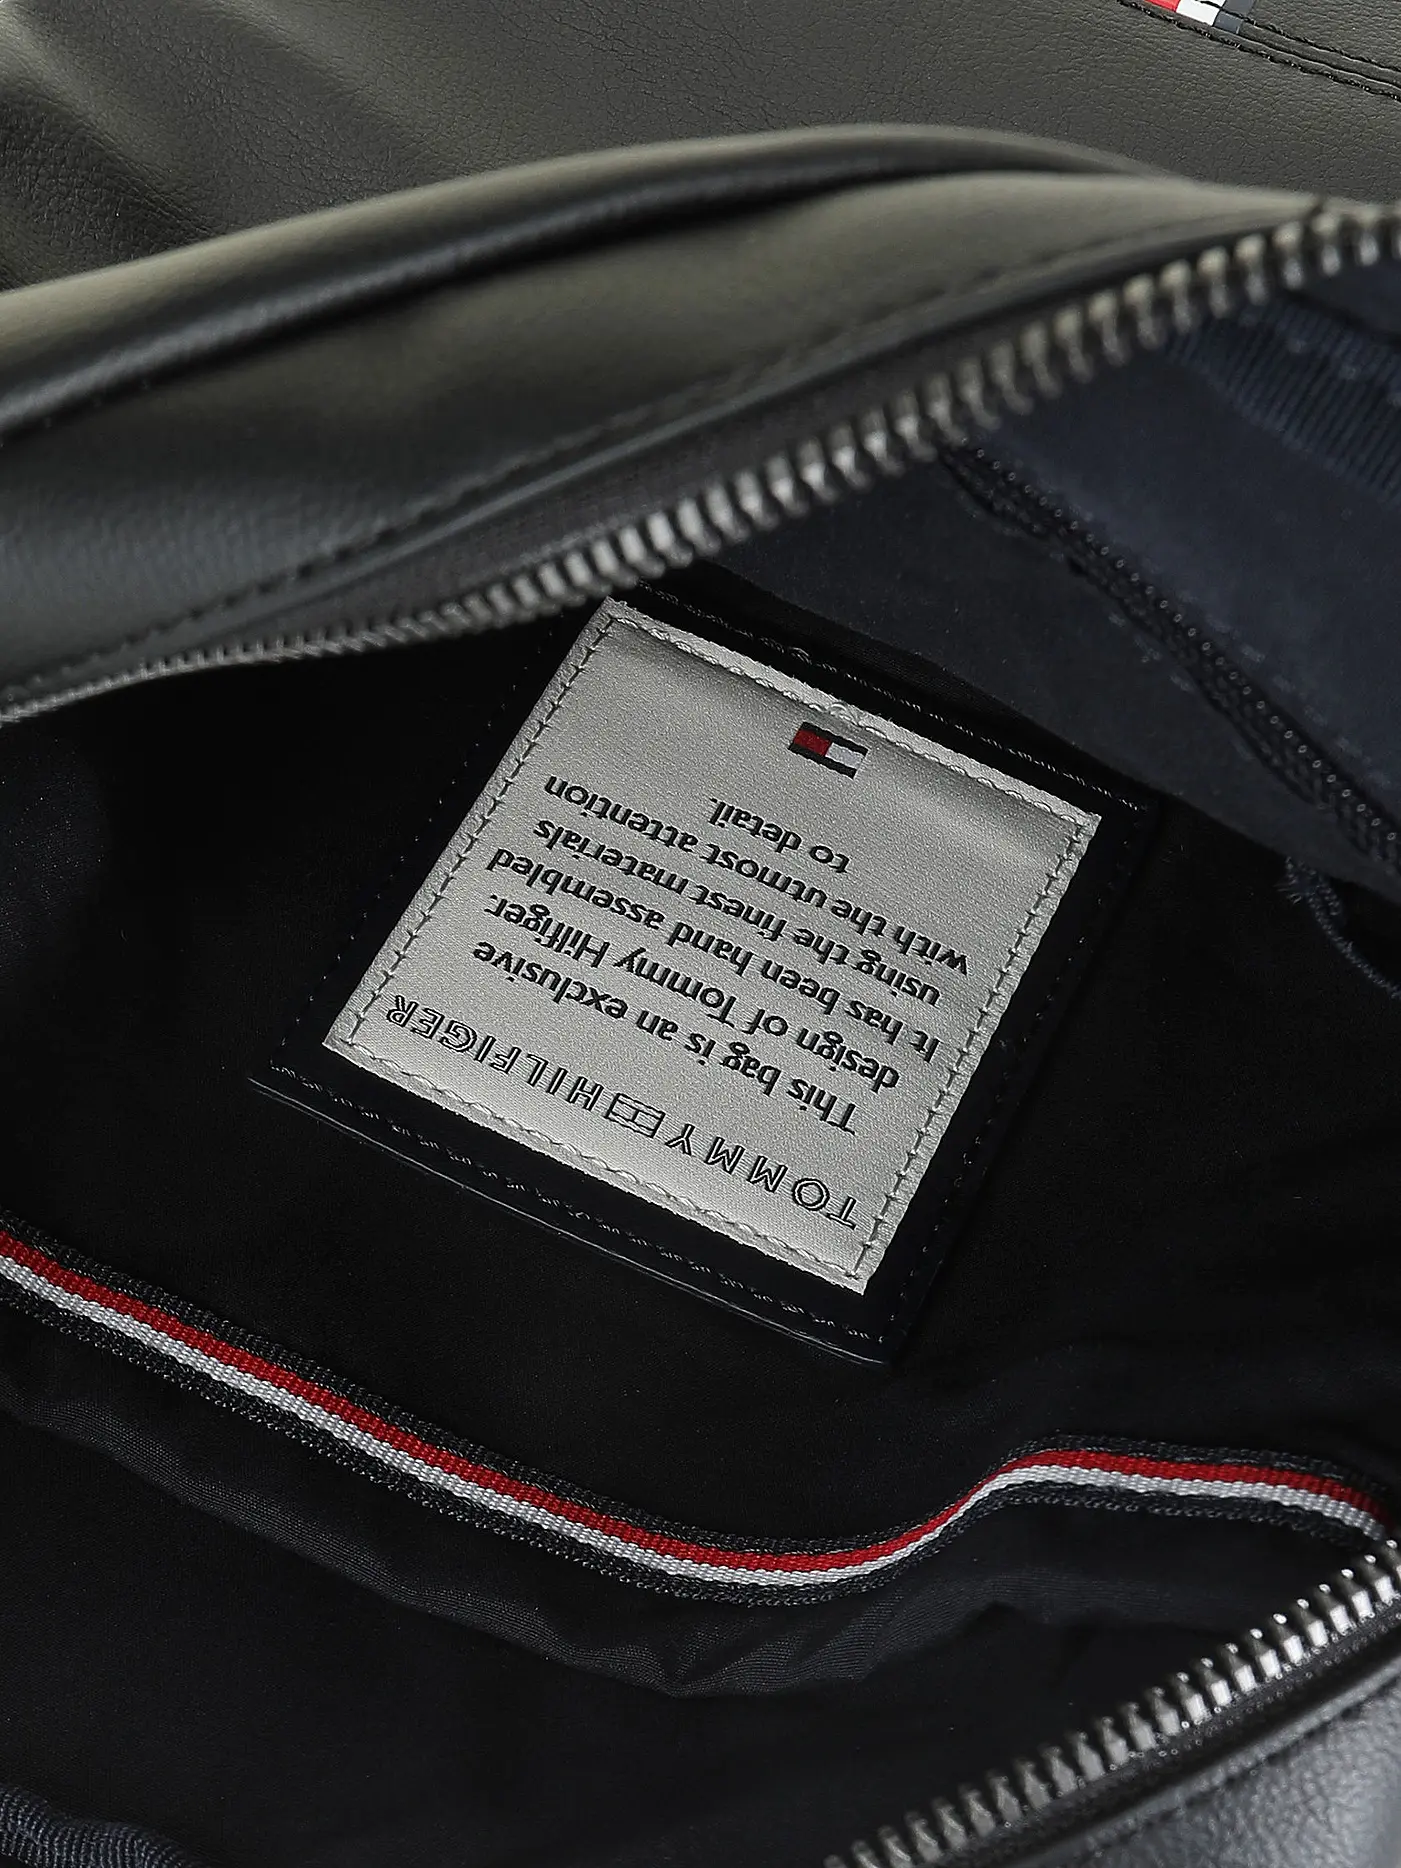 TOMMY HILFIGER
This bag is an exclusive
design of Tommy Hilfiger.
It has been hand assembled
using the finest materials
with the utmost attention
to detail.